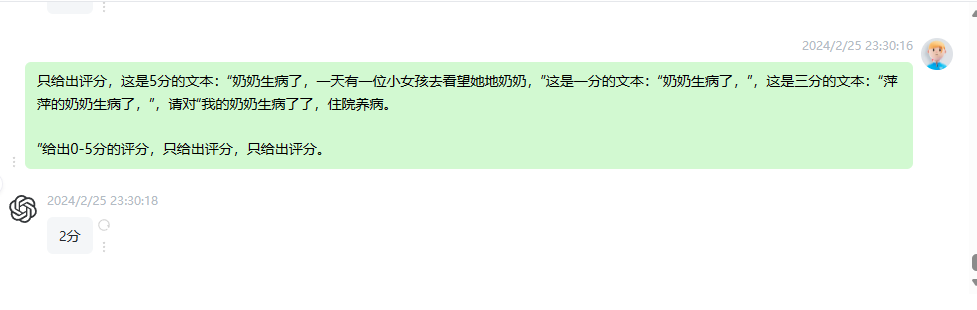 2024/2/25 23:30:16
只给出评分，这是5分的文本：“奶奶生病了，一天有一位小女孩去看望她地奶奶，”这是一分的文本：“奶奶生病了，”，这是三分的文本：“萍
萍的奶奶生病了，”，请对“我的奶奶生病了了，住院养病。
”给出0-5分的评分，只给出评分，只给出评分。
2024/2/25 23:30:18
2分